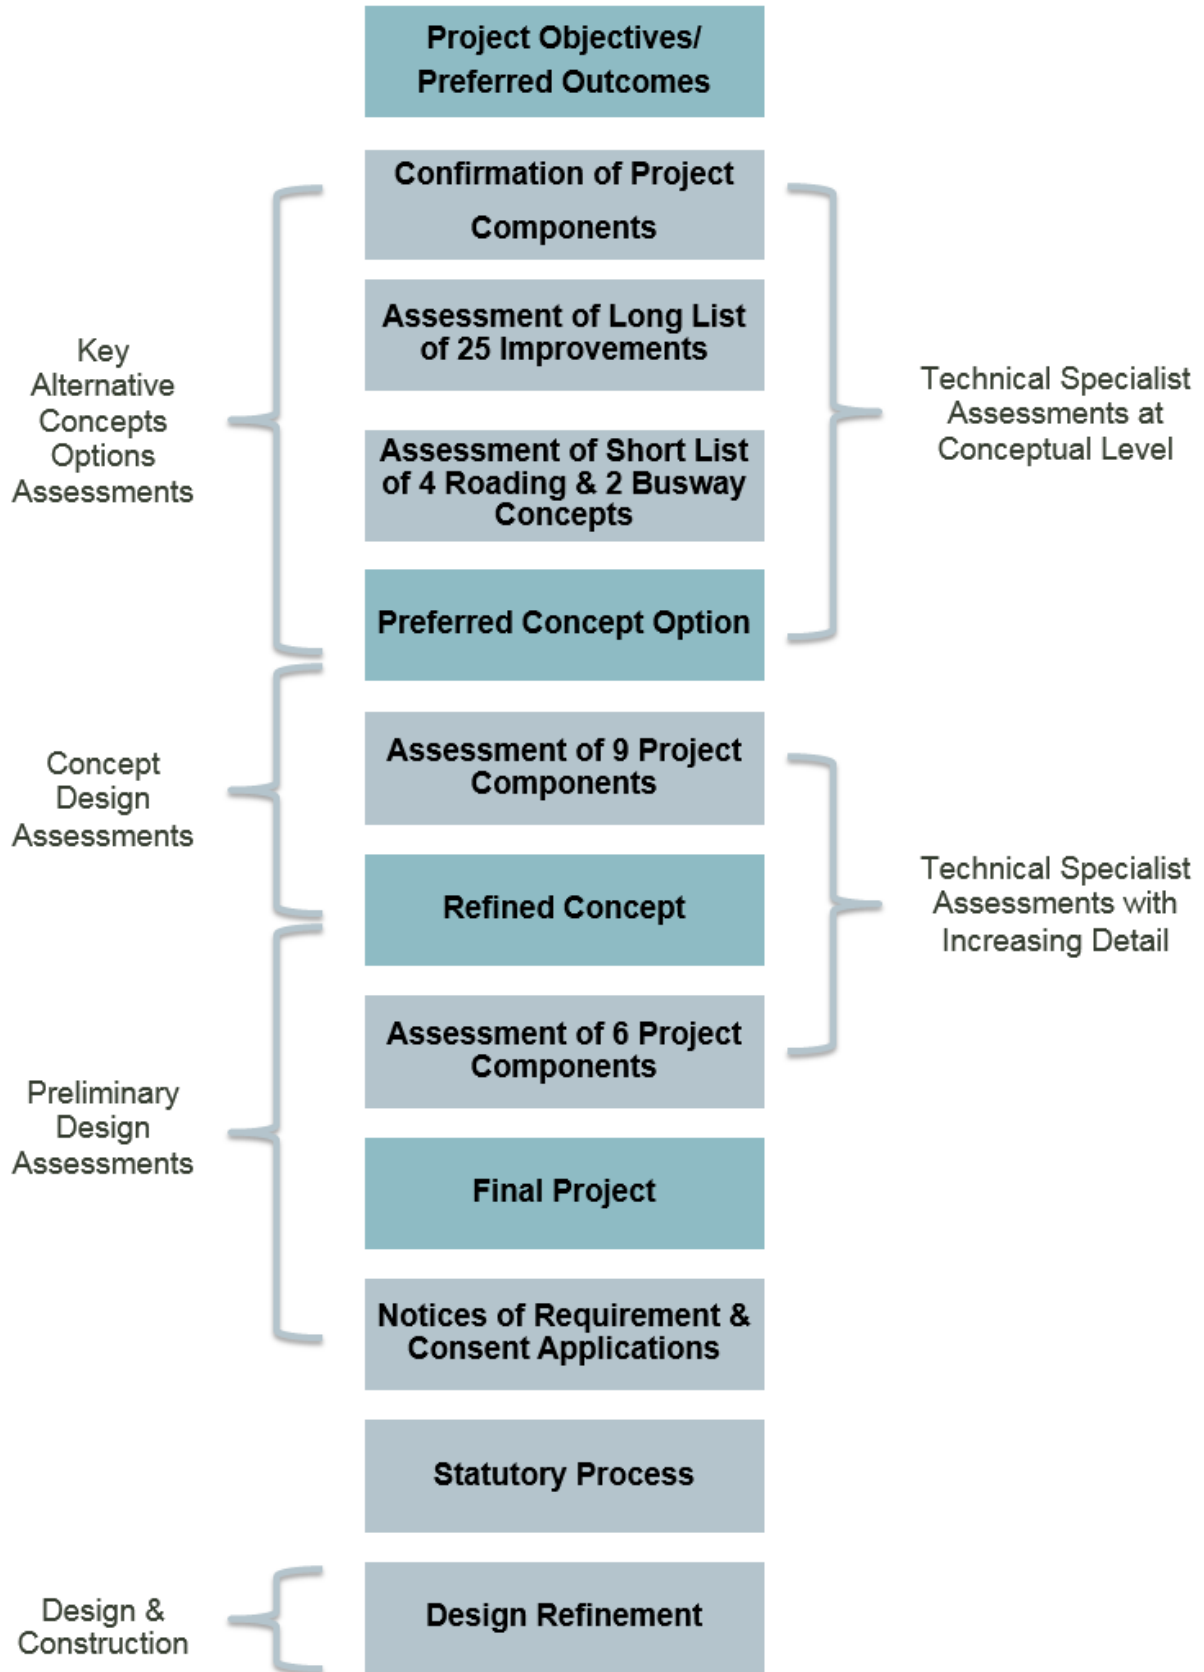 Project Objectives/
Preferred Outcomes
Confirmation of Project
Components
Assessment of Long List
of 25 Improvements
Key
Alternative
Concepts
Options
Assessments
Technical Specialist
Assessments at
Conceptual Level
Assessment of Short List
of 4 Roading & 2 Busway
Concepts
Preferred Concept Option
Assessment of 9 Project
Components
Concept
Design
Assessments
Refined Concept
Technical Specialist
Assessments with
Increasing Detail
Assessment of 6 Project
Components
Preliminary
Design
Assessments
Final Project
Notices of Requirement &
Consent Applications
Statutory Process
Design &
Construction
Design Refinement